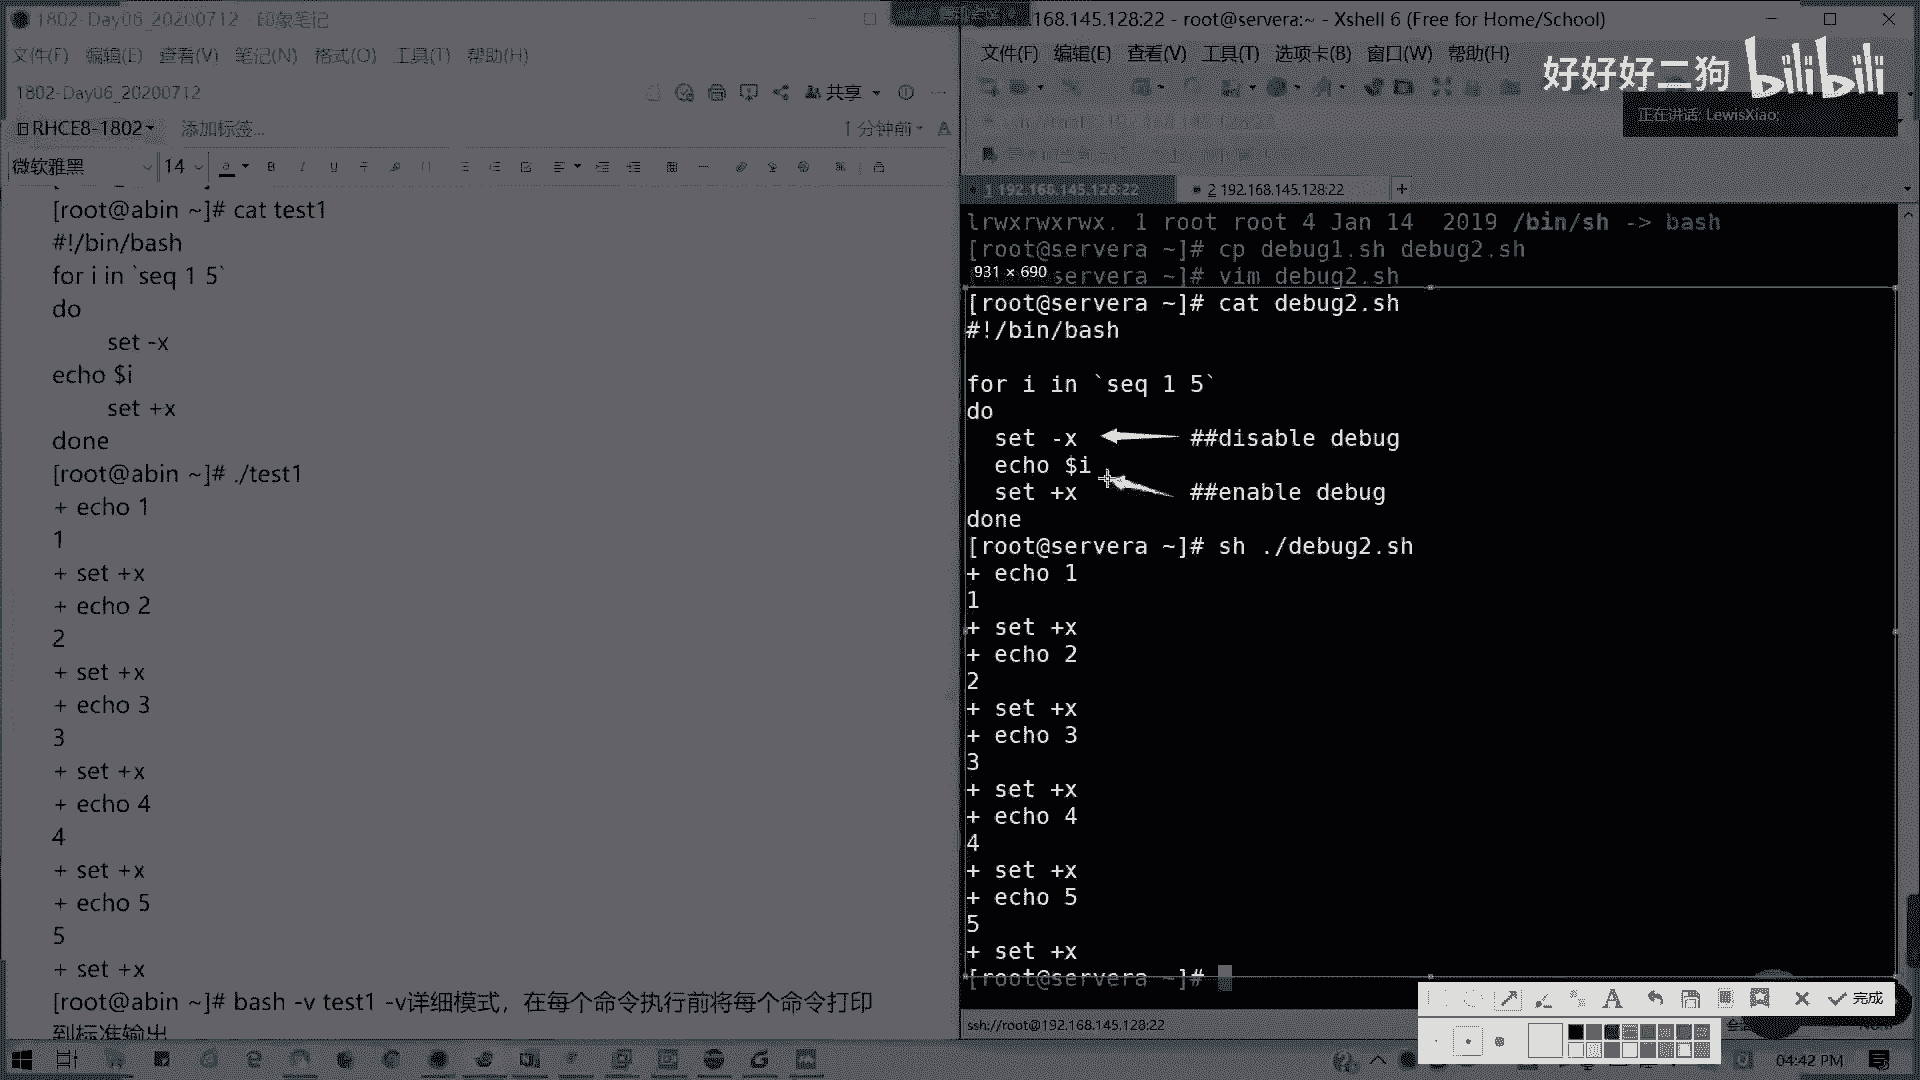 1802-Day06_20200712 - 印象笔记
文件(F) 编辑(E) 查看(V) 笔记(N) 格式(O) 工具(T) 帮助(H)
1802-Day06_20200712
共享
RHCE8-1802
添加标签...
1 分钟前
微软雅黑
14
[root@abin ~]# cat test1
#!/bin/bash
for i in `seq 1 5`
do
set -x
echo $i
set +x
done
[root@abin ~]# ./test1
+ echo 1
1
+ set +x
+ echo 2
2
+ set +x
+ echo 3
3
+ set +x
+ echo 4
4
+ set +x
+ echo 5
5
+ set +x
[root@abin ~]# bash -v test1 -v详细模式，在每个命令执行前将每个命令打印
到标准输出
168.145.128:22 - root@servera:~ - Xshell 6 (Free for Home/School)
文件(F) 编辑(E) 查看(V) 工具(T) 选项卡(B) 窗口(W) 帮助(H)
好好好二狗 bilibili
正在讲话: LewisXiao;
1 192.168.145.128:22
2 192.168.145.128:22
lrwxrwxrwx. 1 root root 4 Jan 14  2019 /bin/sh -> bash
[root@servera ~]# cp debug1.sh debug2.sh
931 × 690
servera ~]# vim debug2.sh
[root@servera ~]# cat debug2.sh
#!/bin/bash
for i in `seq 1 5`
do
set -x ##disable debug
echo $i
set +x ##enable debug
done
[root@servera ~]# sh ./debug2.sh
+ echo 1
1
+ set +x
+ echo 2
2
+ set +x
+ echo 3
3
+ set +x
+ echo 4
4
+ set +x
+ echo 5
5
+ set +x
[root@servera ~]#
完成
ssh://root@192.168.145.128:22
04:42 PM